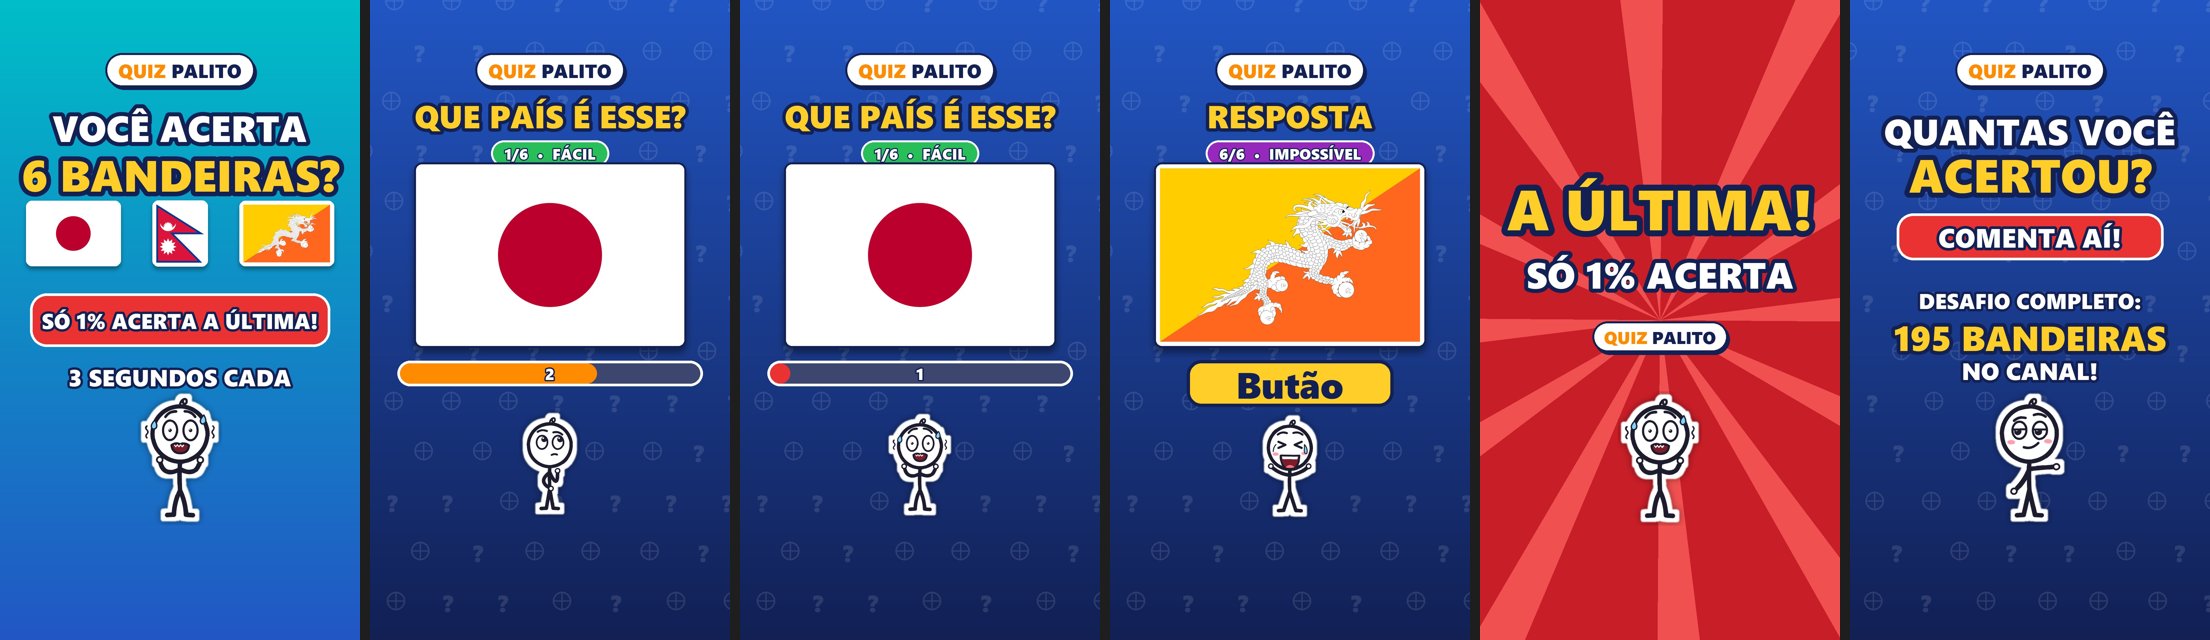 QUIZ PALITO
VOCÊ ACERTA
6 BANDEIRAS?
SÓ 1% ACERTA A ÚLTIMA!
3 SEGUNDOS CADA
QUIZ PALITO
QUE PAÍS É ESSE?
1/6 • FÁCIL
2
QUIZ PALITO
QUE PAÍS É ESSE?
1/6 • FÁCIL
1
QUIZ PALITO
RESPOSTA
6/6 • IMPOSSÍVEL
Butão
A ÚLTIMA!
SÓ 1% ACERTA
QUIZ PALITO
QUIZ PALITO
QUANTAS VOCÊ
ACERTOU?
COMENTA AÍ!
DESAFIO COMPLETO:
195 BANDEIRAS
NO CANAL!